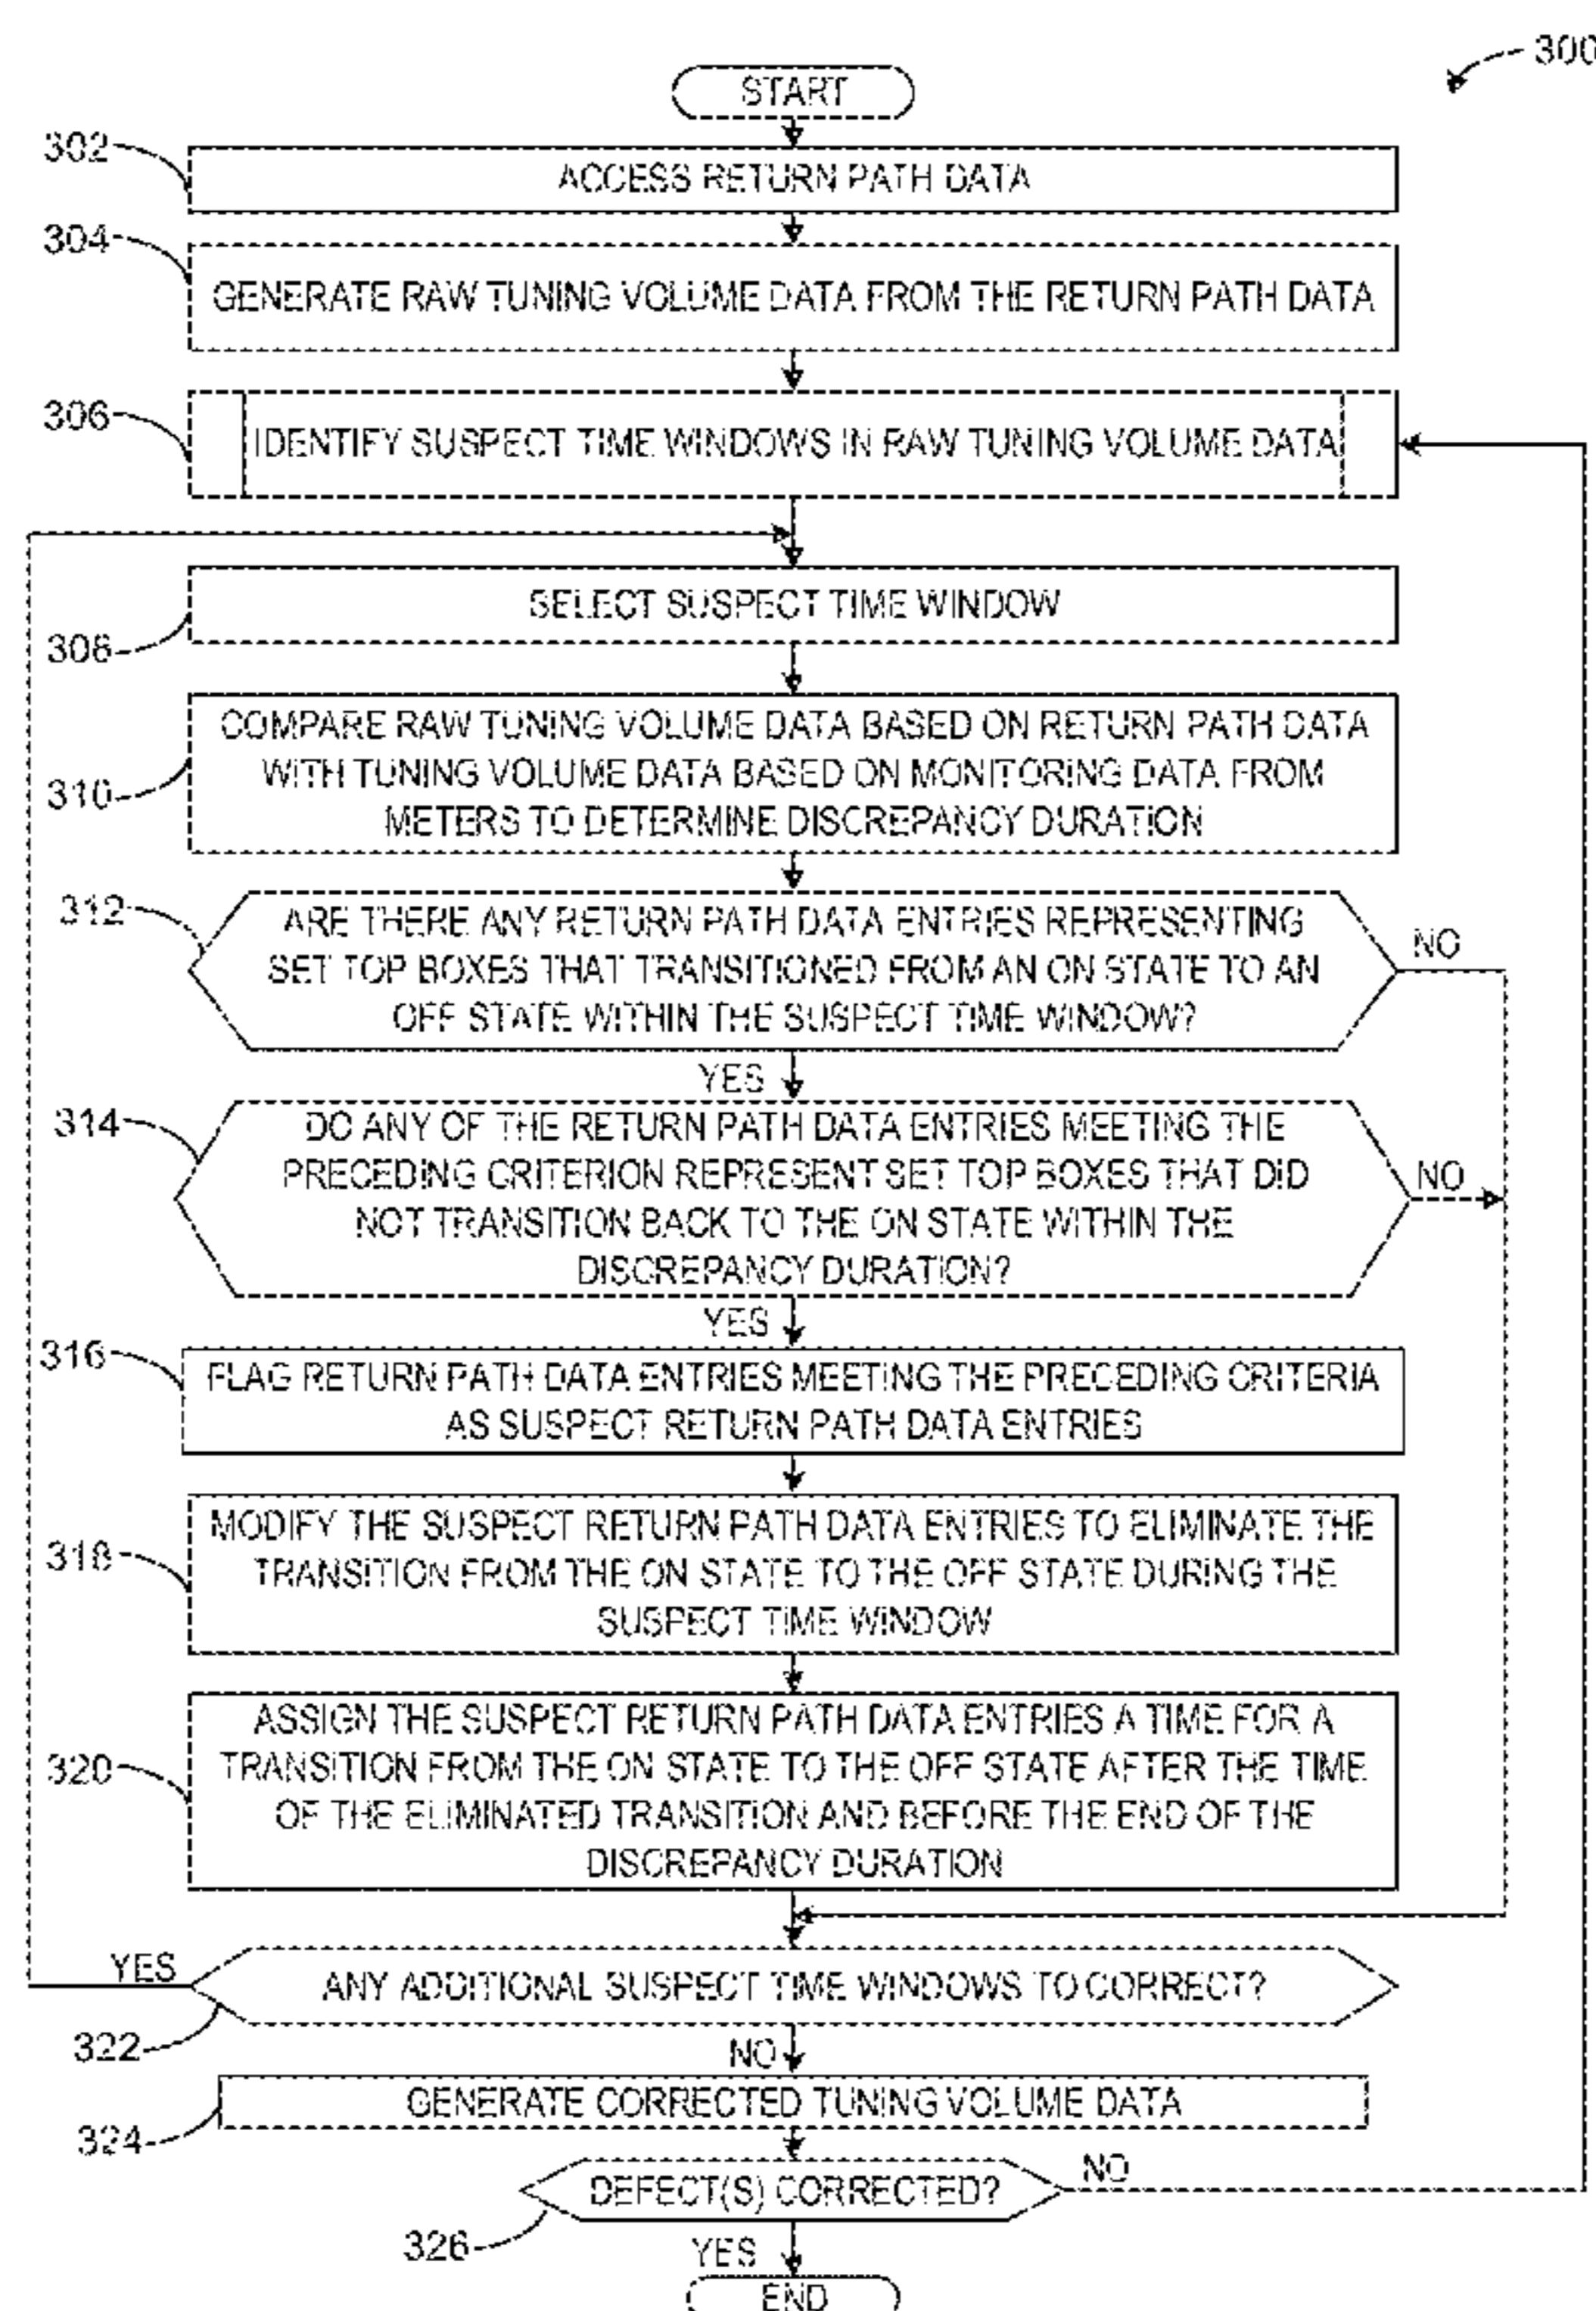 300
START
302
ACCESS RETURN PATH DATA
304
GENERATE RAW TUNING VOLUME DATA FROM THE RETURN PATH DATA
306
IDENTIFY SUSPECT TIME WINDOWS IN RAW TUNING VOLUME DATA
SELECT SUSPECT TIME WINDOW
308
COMPARE RAW TUNING VOLUME DATA BASED ON RETURN PATH DATA
WITH TUNING VOLUME DATA BASED ON MONITORING DATA FROM
METERS TO DETERMINE DISCREPANCY DURATION
310
312
ARE THERE ANY RETURN PATH DATA ENTRIES REPRESENTING
SET TOP BOXES THAT TRANSITIONED FROM AN ON STATE TO AN
OFF STATE WITHIN THE SUSPECT TIME WINDOW?
NO
YES
314
DO ANY OF THE RETURN PATH DATA ENTRIES MEETING THE
PRECEDING CRITERION REPRESENT SET TOP BOXES THAT DID
NOT TRANSITION BACK TO THE ON STATE WITHIN THE
DISCREPANCY DURATION?
NO
YES
316
FLAG RETURN PATH DATA ENTRIES MEETING THE PRECEDING CRITERIA
AS SUSPECT RETURN PATH DATA ENTRIES
318
MODIFY THE SUSPECT RETURN PATH DATA ENTRIES TO ELIMINATE THE
TRANSITION FROM THE ON STATE TO THE OFF STATE DURING THE
SUSPECT TIME WINDOW
320
ASSIGN THE SUSPECT RETURN PATH DATA ENTRIES A TIME FOR A
TRANSITION FROM THE ON STATE TO THE OFF STATE AFTER THE TIME
OF THE ELIMINATED TRANSITION AND BEFORE THE END OF THE
DISCREPANCY DURATION
YES
ANY ADDITIONAL SUSPECT TIME WINDOWS TO CORRECT?
322
NO
GENERATE CORRECTED TUNING VOLUME DATA
324
DEFECT(S) CORRECTED?
NO
326
YES
END